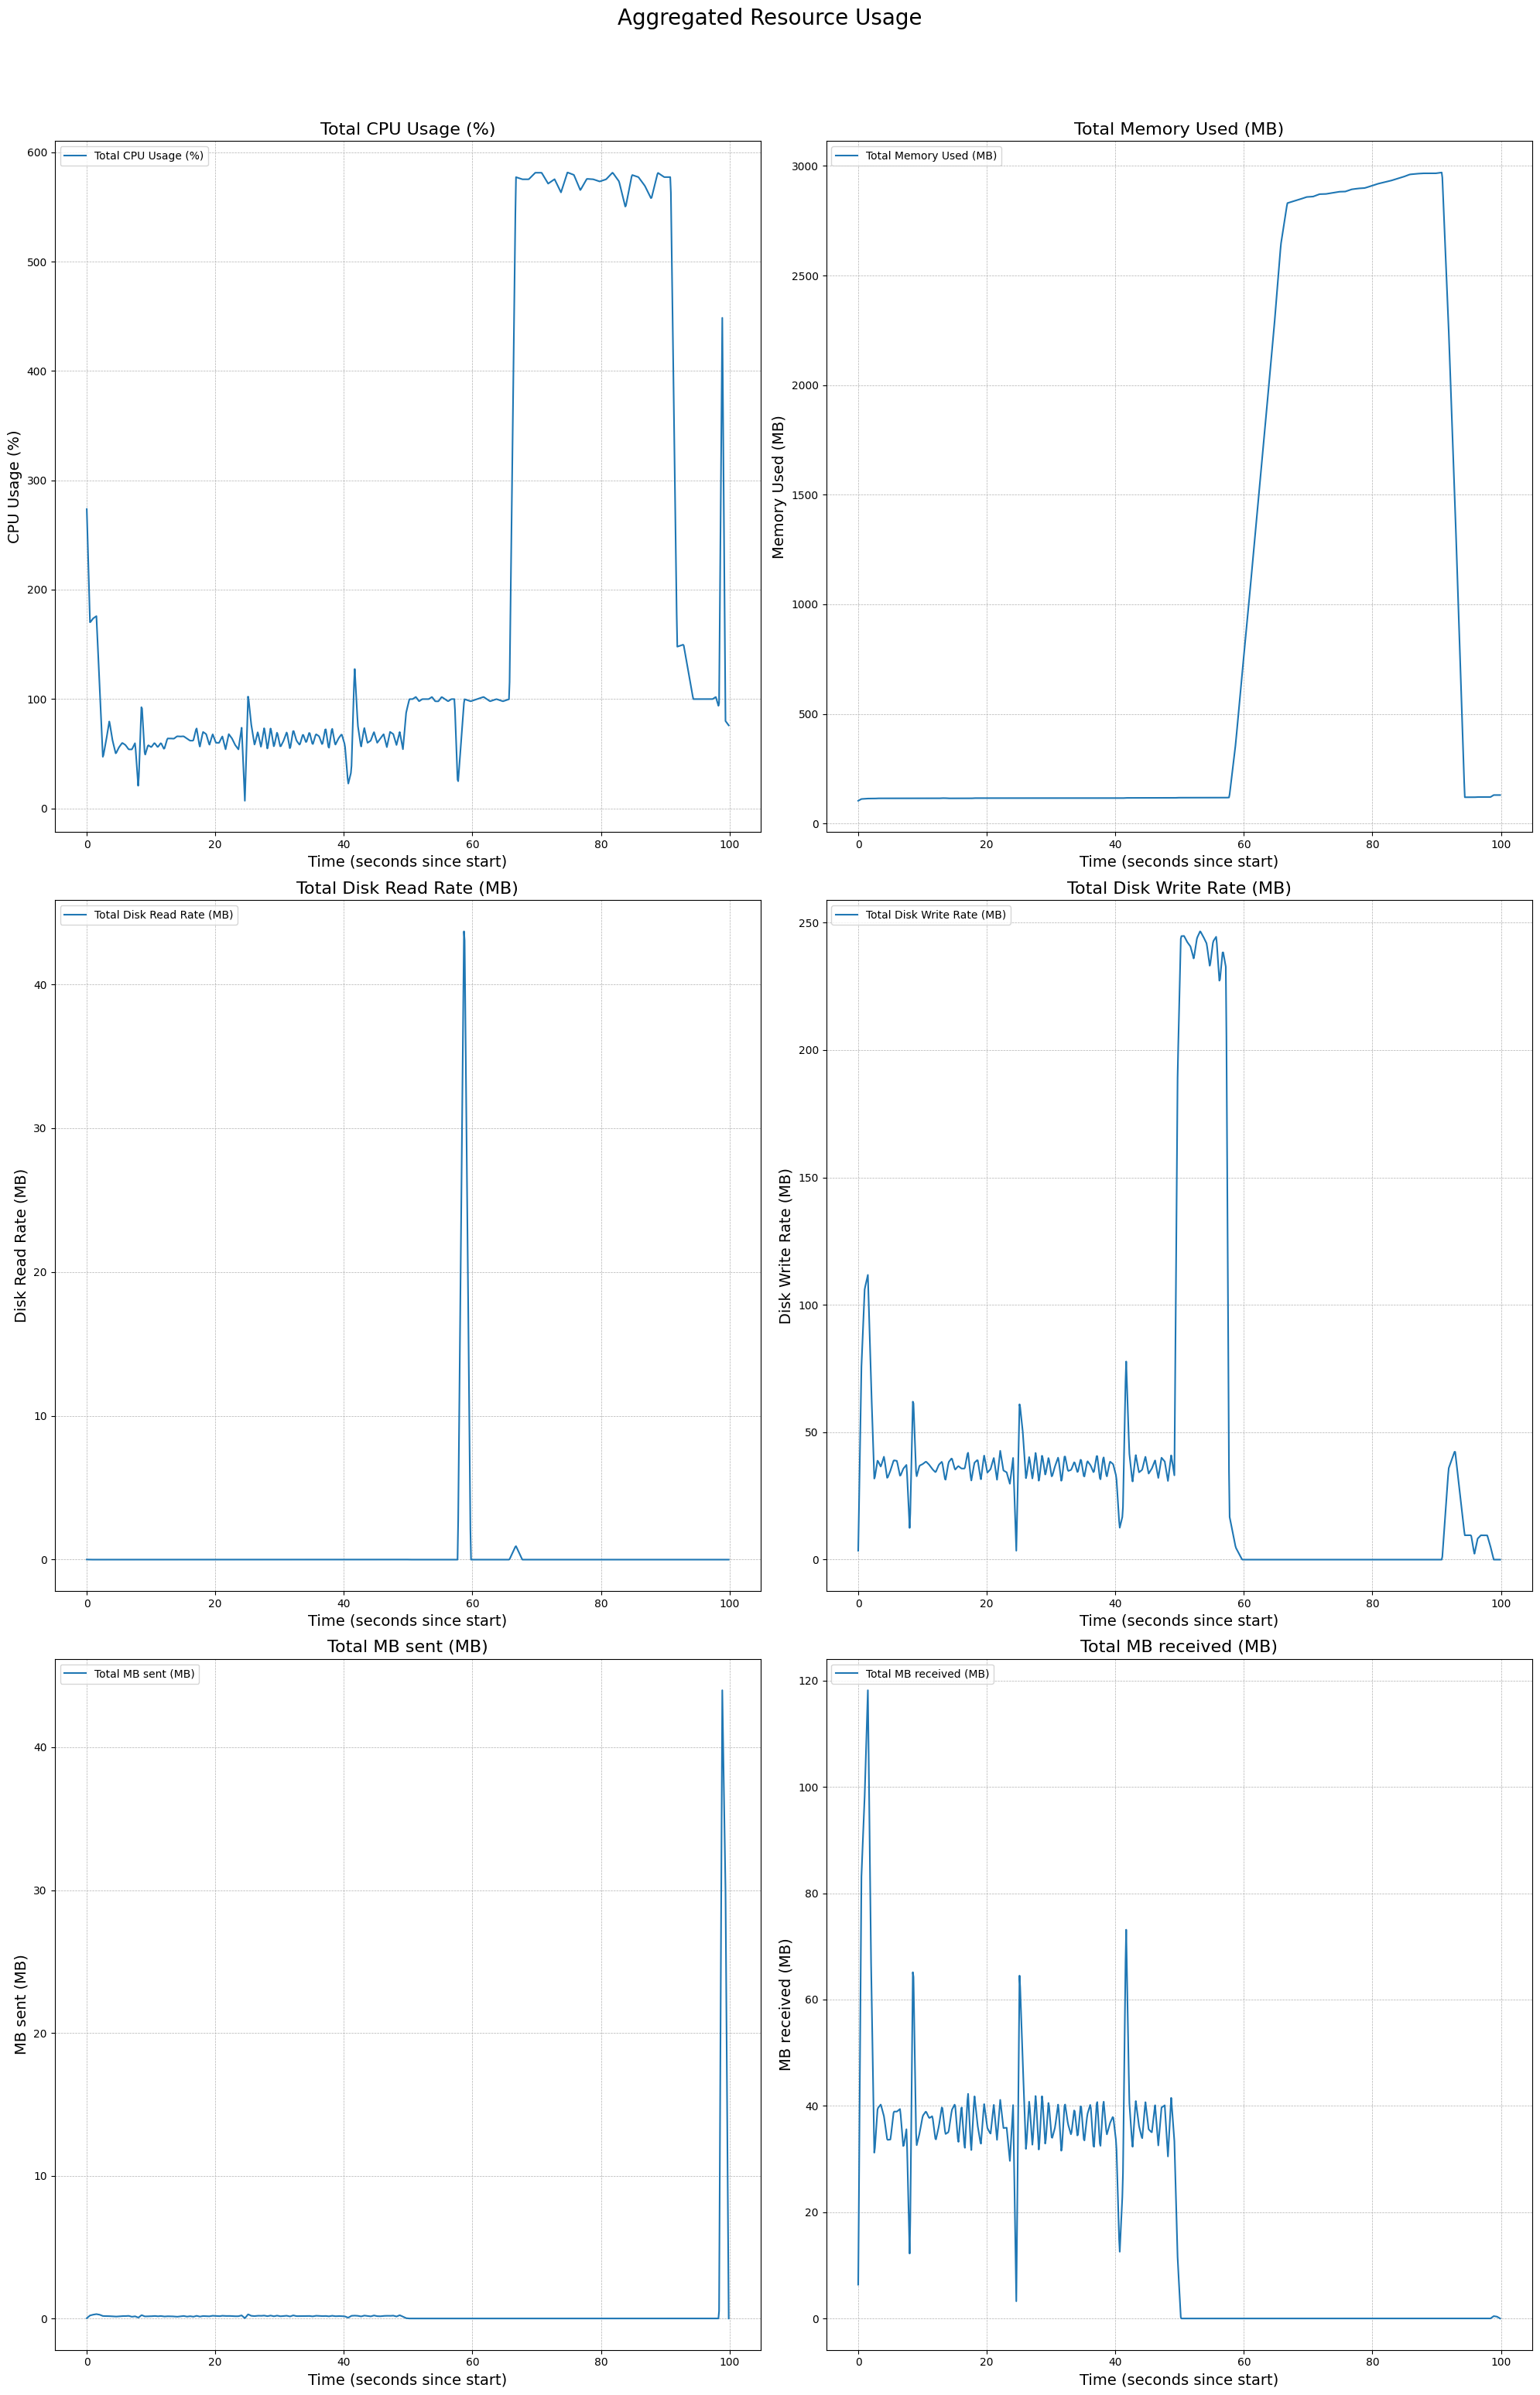 Aggregated Resource Usage
Total CPU Usage (%)
Total CPU Usage (%)
CPU Usage (%)
600
500
400
300
200
100
0
0 20 40 60 80 100
Time (seconds since start)
Total Memory Used (MB)
Total Memory Used (MB)
Memory Used (MB)
3000
2500
2000
1500
1000
500
0
0 20 40 60 80 100
Time (seconds since start)
Total Disk Read Rate (MB)
Total Disk Read Rate (MB)
Disk Read Rate (MB)
40
30
20
10
0
0 20 40 60 80 100
Time (seconds since start)
Total Disk Write Rate (MB)
Total Disk Write Rate (MB)
Disk Write Rate (MB)
250
200
150
100
50
0
0 20 40 60 80 100
Time (seconds since start)
Total MB sent (MB)
Total MB sent (MB)
MB sent (MB)
40
30
20
10
0
0 20 40 60 80 100
Time (seconds since start)
Total MB received (MB)
Total MB received (MB)
MB received (MB)
120
100
80
60
40
20
0
0 20 40 60 80 100
Time (seconds since start)